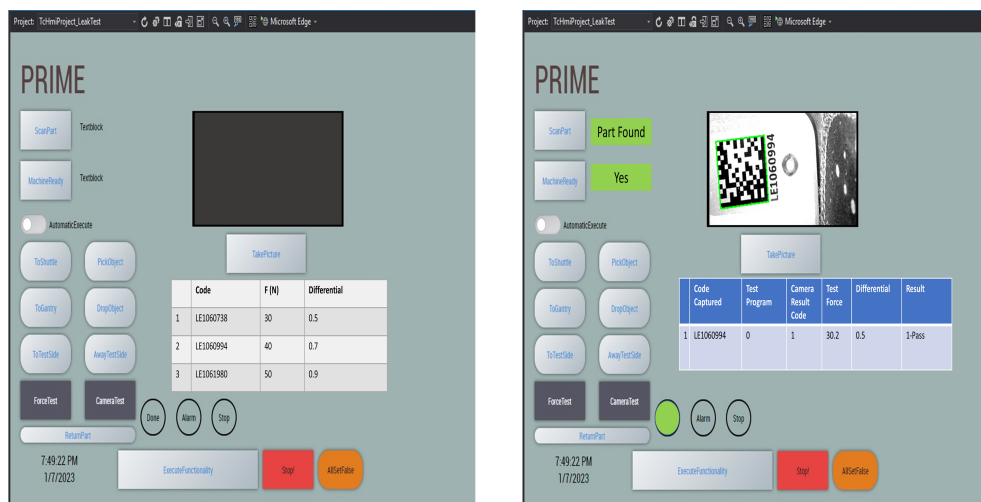 Project: TcHmiProject_LeakTest
Microsoft Edge
PRIME
ScanPart
Textblock
MachineReady
Textblock
AutomaticExecute
ToShuttle
PickObject
TakePicture
ToGantry
DropObject
ToTestSide
AwayTestSide
Code F (N) Differential
1 LE1060738 30 0.5
2 LE1060994 40 0.7
3 LE1061980 50 0.9
ForceTest
CameraTest
Done
Alarm
Stop
ReturnPart
7:49:22 PM
1/7/2023
ExecuteFunctionality
Stop!
AllSetFalse
Project: TcHmiProject_LeakTest
Microsoft Edge
PRIME
ScanPart
Part Found
MachineReady
Yes
LE1060994
AutomaticExecute
ToShuttle
PickObject
TakePicture
ToGantry
DropObject
ToTestSide
AwayTestSide
Code Captured Test Program Camera Result Code Test Force Differential Result
1 LE1060994 0 1 30.2 0.5 1-Pass
ForceTest
CameraTest
Alarm
Stop
ReturnPart
7:49:22 PM
1/7/2023
ExecuteFunctionality
Stop!
AllSetFalse